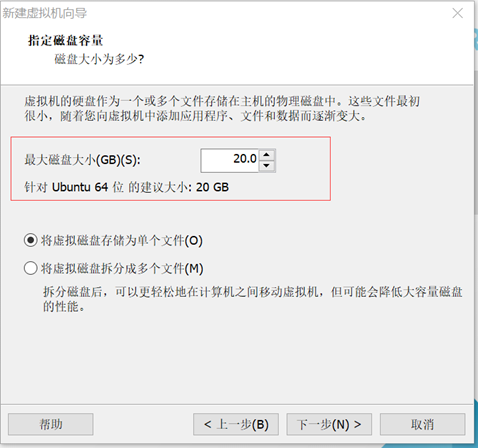 新建虚拟机向导
指定磁盘容量
磁盘大小为多少?
虚拟机的硬盘作为一个或多个文件存储在主机的物理磁盘中。这些文件最初
很小，随着您向虚拟机中添加应用程序、文件和数据而逐渐变大。
最大磁盘大小(GB)(S): 20.0
针对 Ubuntu 64 位 的建议大小: 20 GB
将虚拟磁盘存储为单个文件(O)
将虚拟磁盘拆分成多个文件(M)
拆分磁盘后，可以更轻松地在计算机之间移动虚拟机，但可能会降低大容量磁盘
的性能。
帮助 < 上一步(B) 下一步(N) > 取消